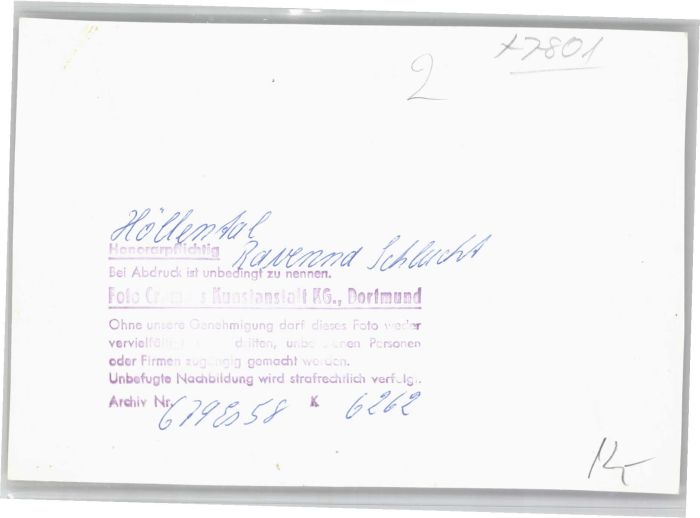 x7801
2
Höllental
Ravenna Schlucht
Honorarpflichtig
Bei Abdruck ist unbedingt zu nennen.
Foto Kunstanstalt KG., Dortmund
Ohne unsere Genehmigung darf dieses Foto weder
dritten, Personen
oder Firmen zugängig gemacht werden.
Unbefugte Nachbildung wird strafrechtlich verfolgt.
Archiv Nr. K 6262